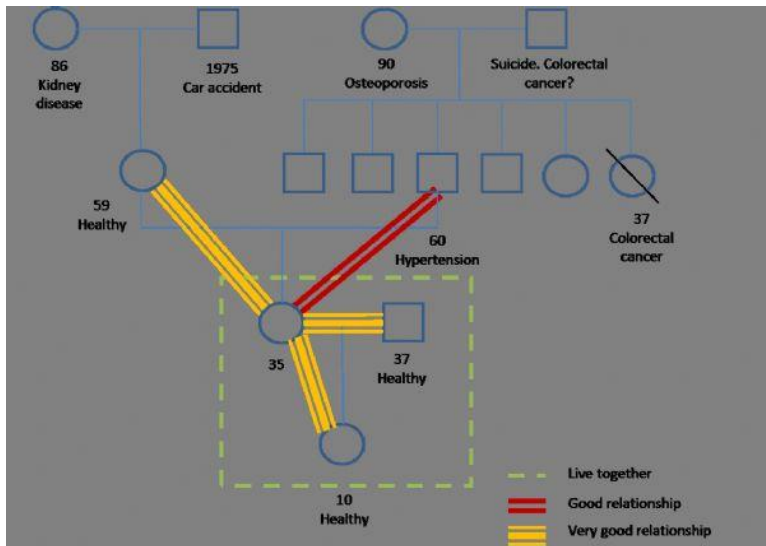 86
Kidney
disease
1975
Car accident
90
Osteoporosis
Suicide. Colorectal
cancer?
59
Healthy
60
Hypertension
37
Colorectal
cancer
35
37
Healthy
10
Healthy
Live together
Good relationship
Very good relationship